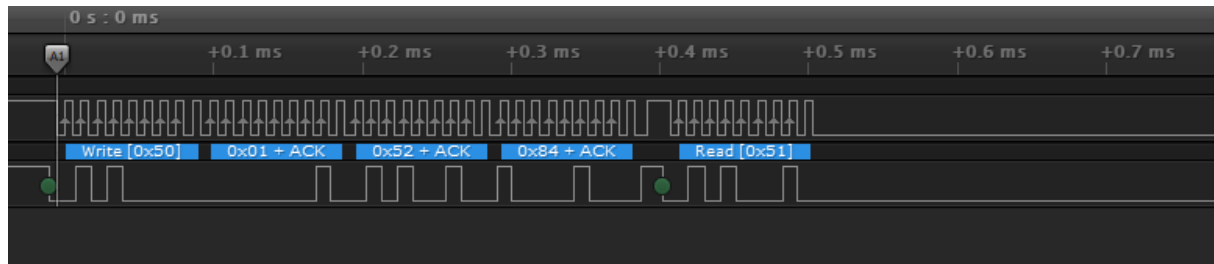 0 s : 0 ms
A1 +0.1 ms +0.2 ms +0.3 ms +0.4 ms +0.5 ms +0.6 ms +0.7 ms
Write [0x50] 0x01 + ACK 0x52 + ACK 0x84 + ACK Read [0x51]